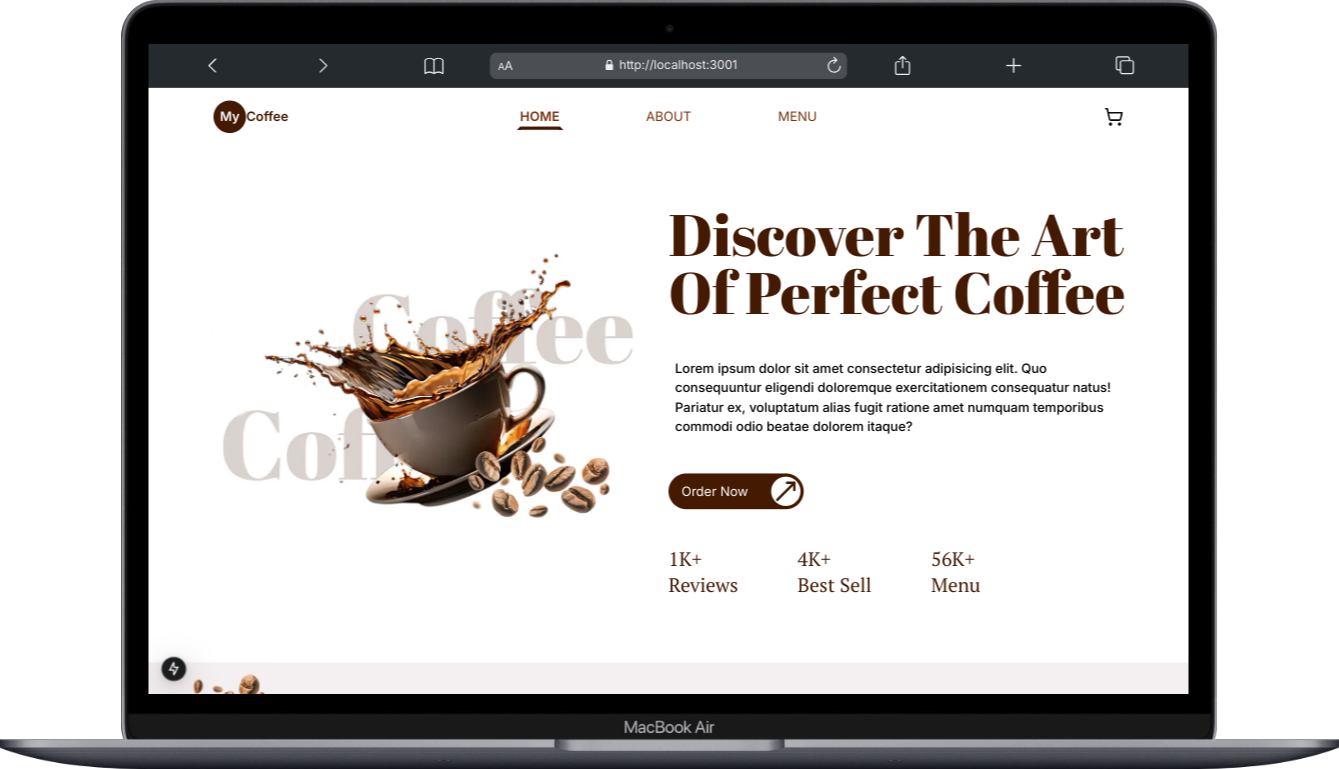 AA
http://localhost:3001
My Coffee
HOME
ABOUT
MENU
Discover The Art
Of Perfect Coffee
Coffee
Coff
Lorem ipsum dolor sit amet consectetur adipisicing elit. Quo
consequuntur eligendi doloremque exercitationem consequatur natus!
Pariatur ex, voluptatum alias fugit ratione amet numquam temporibus
commodi odio beatae dolorem itaque?
Order Now
1K+
Reviews
4K+
Best Sell
56K+
Menu
MacBook Air